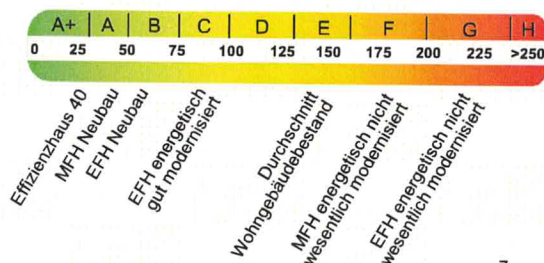 A+ A B C D E F G H
0 25 50 75 100 125 150 175 200 225 >250
Effizienzhaus 40
MFH Neubau
EFH Neubau
EFH energetisch
gut modernisiert
Durchschnitt
Wohngebäudebestand
MFH energetisch nicht
wesentlich modernisiert
EFH energetisch nicht
wesentlich modernisiert